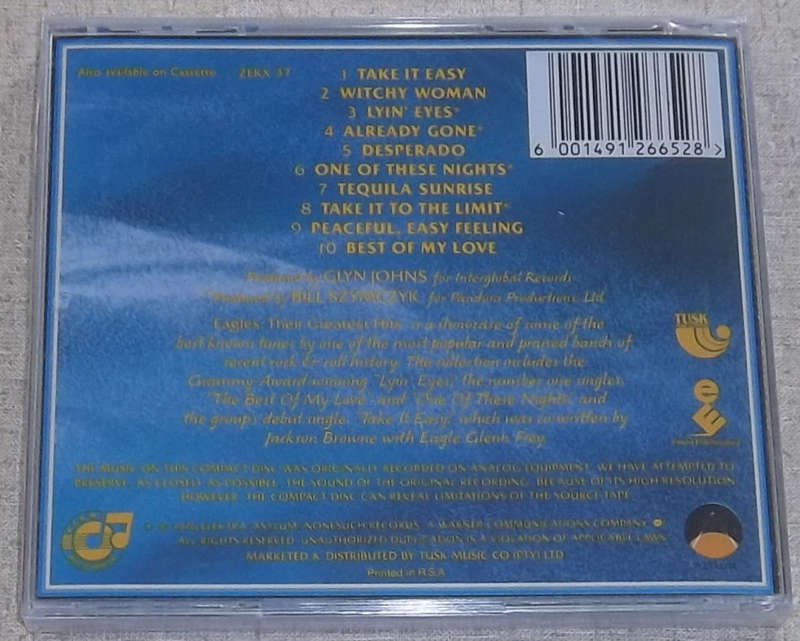 Also available on Cassette ZEKX 37
1 TAKE IT EASY
2 WITCHY WOMAN
3 LYIN' EYES*
4 ALREADY GONE*
5 DESPERADO
6 ONE OF THESE NIGHTS*
7 TEQUILA SUNRISE
8 TAKE IT TO THE LIMIT*
9 PEACEFUL, EASY FEELING
10 BEST OF MY LOVE
6 001491 266528 >
Produced by GLYN JOHNS for Interglobal Records
*Produced by BILL SZYMCZYK for Pandora Productions, Ltd.
Eagles: Their Greatest Hits is a showcase of some of the
best known tunes by one of the most popular and praised bands of
recent rock & roll history. The collection includes the
Grammy-Award winning "Lyin' Eyes," the number one singles,
"The Best Of My Love" and "One Of These Nights," and
the group's debut single, "Take It Easy," which was co-written by
Jackson Browne with Eagle Glenn Frey.
TUSK
THE MUSIC ON THIS COMPACT DISC WAS ORIGINALLY RECORDED ON ANALOG EQUIPMENT. WE HAVE ATTEMPTED TO
PRESERVE, AS CLOSELY AS POSSIBLE, THE SOUND OF THE ORIGINAL RECORDING. BECAUSE OF ITS HIGH RESOLUTION,
HOWEVER, THE COMPACT DISC CAN REVEAL LIMITATIONS OF THE SOURCE TAPE.
ELEKTRA/ASYLUM/NONESUCH RECORDS, A WARNER COMMUNICATIONS COMPANY.
ALL RIGHTS RESERVED. UNAUTHORIZED DUPLICATION IS A VIOLATION OF APPLICABLE LAWS.
MARKETED & DISTRIBUTED BY TUSK MUSIC CO (PTY) LTD
Printed in R.S.A.